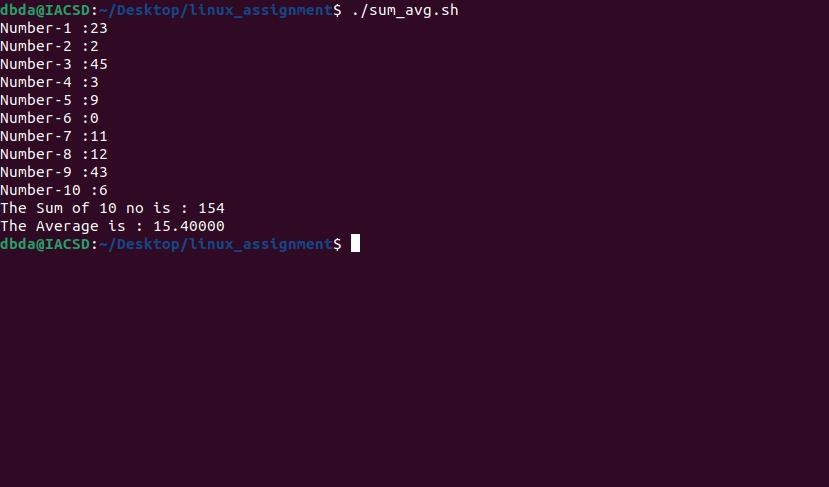 dbda@IACSD:~/Desktop/linux_assignment$ ./sum_avg.sh
Number-1 :23
Number-2 :2
Number-3 :45
Number-4 :3
Number-5 :9
Number-6 :0
Number-7 :11
Number-8 :12
Number-9 :43
Number-10 :6
The Sum of 10 no is : 154
The Average is : 15.40000
dbda@IACSD:~/Desktop/linux_assignment$